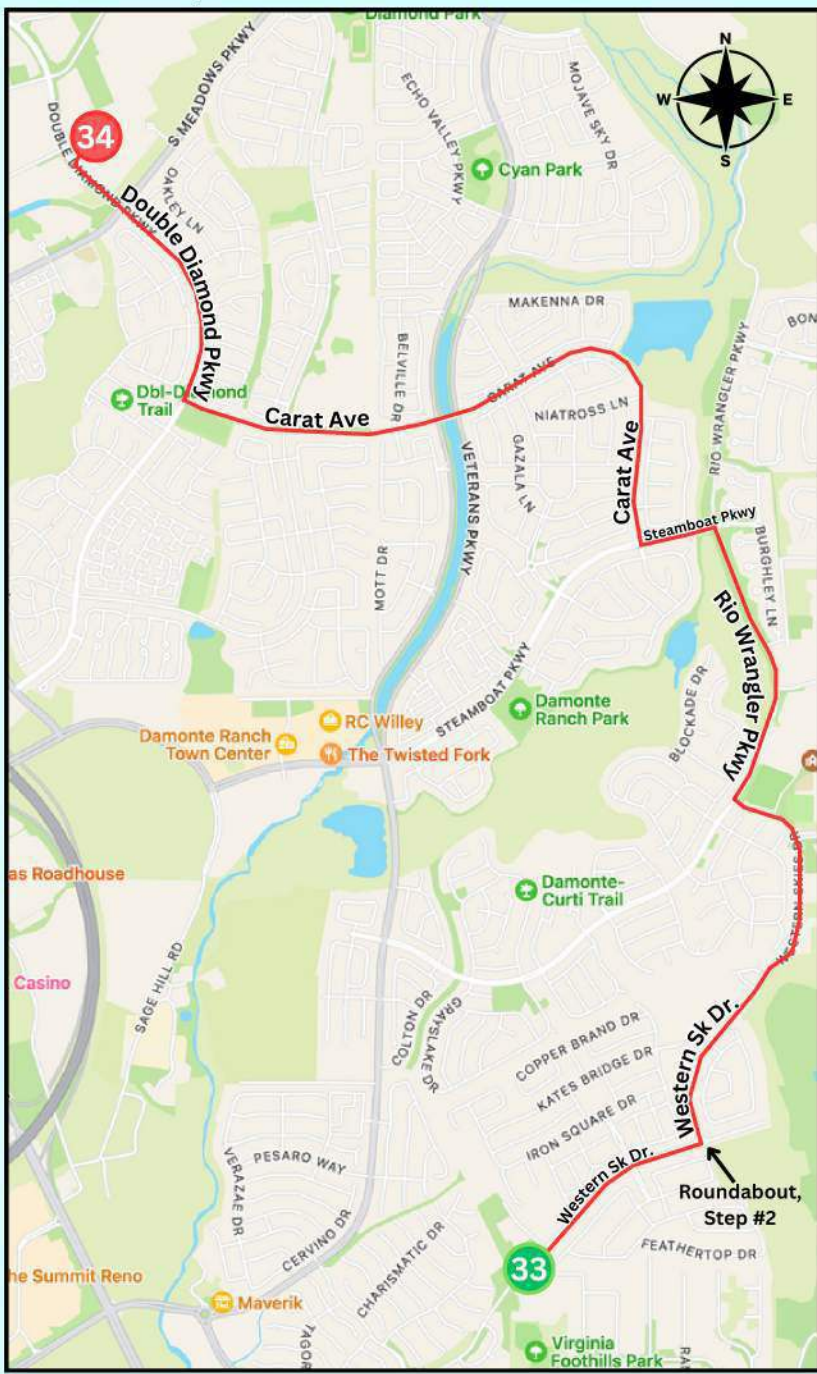 Diamond Park
S MEADOWS PKWY
ECHO VALLEY PKWY
MOJAVE SKY DR
N
W
E
S
34
DOUBLE DIAMOND PKWY
OAKLEY LN
Double Diamond Pkwy
Cyan Park
MAKENNA DR
RIO WRANGLER PKWY
BON
BELVILLE DR
CARAT AVE
Dbl-Diamond
Trail
Carat Ave
NIATROSS LN
GAZALA LN
Carat Ave
VETERANS PKWY
Steamboat Pkwy
BURGHLEY LN
MOTT DR
Rio Wrangler Pkwy
STEAMBOAT PKWY
BLOCKADE DR
Damonte
Ranch Park
RC Willey
Damonte Ranch
Town Center
The Twisted Fork
as Roadhouse
Damonte-
Curti Trail
WESTERN SKIES DR
SAGE HILL RD
Casino
COLTON DR
GRAYSLAKE DR
COPPER BRAND DR
KATES BRIDGE DR
IRON SQUARE DR
Western Sk Dr.
Western Sk Dr.
Roundabout,
Step #2
PESARO WAY
VERAZAE DR
CERVINO DR
CHARISMATIC DR
33
FEATHERTOP DR
he Summit Reno
Maverik
TAGOR
Virginia
Foothills Park
RA